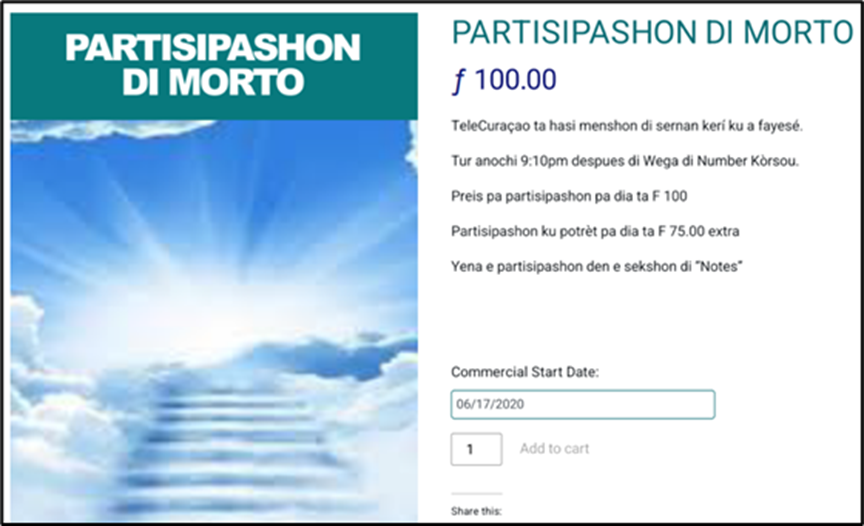 PARTISIPASHON
DI MORTO
PARTISIPASHON DI MORTO
ƒ 100.00
TeleCuraçao ta hasi menshon di sernan kerí ku a fayesé.
Tur anochi 9:10pm despues di Wega di Number Kòrsou.
Preis pa partisipashon pa dia ta F 100
Partisipashon ku potrèt pa dia ta F 75.00 extra
Yena e partisipashon den e sekshon di “Notes”
Commercial Start Date:
06/17/2020
1 Add to cart
Share this: